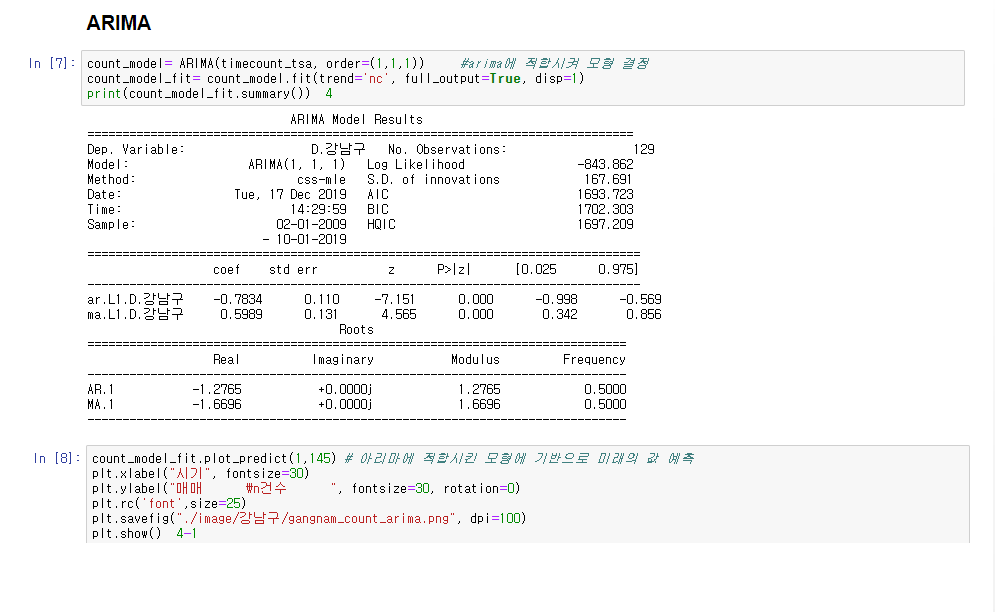 ARIMA
In [7]: count_model= ARIMA(timecount_tsa, order=(1,1,1))     #arima에 적합시켜 모형 결정
count_model_fit= count_model.fit(trend='nc', full_output=True, disp=1)
print(count_model_fit.summary())  4
ARIMA Model Results
==============================================================================
Dep. Variable:                  D.강남구   No. Observations:                  129
Model:                 ARIMA(1, 1, 1)   Log Likelihood                -843.862
Method:                       css-mle   S.D. of innovations            167.691
Date:                Tue, 17 Dec 2019   AIC                           1693.723
Time:                        14:29:59   BIC                           1702.303
Sample:                    02-01-2009   HQIC                          1697.209
                         - 10-01-2019
===============================================================================
                  coef    std err          z      P>|z|      [0.025      0.975]
-------------------------------------------------------------------------------
ar.L1.D.강남구    -0.7834      0.110     -7.151      0.000      -0.998      -0.569
ma.L1.D.강남구     0.5989      0.131      4.565      0.000       0.342       0.856
                                    Roots
=============================================================================
                  Real          Imaginary           Modulus         Frequency
-----------------------------------------------------------------------------
AR.1           -1.2765           +0.0000j            1.2765            0.5000
MA.1           -1.6696           +0.0000j            1.6696            0.5000
-----------------------------------------------------------------------------
In [8]: count_model_fit.plot_predict(1,145) # 아리마에 적합시킨 모형에 기반으로 미래의 값 예측
plt.xlabel("시기", fontsize=30)
plt.ylabel("매매      ₩n건수      ", fontsize=30, rotation=0)
plt.rc('font',size=25)
plt.savefig("./image/강남구/gangnam_count_arima.png", dpi=100)
plt.show()  4-1